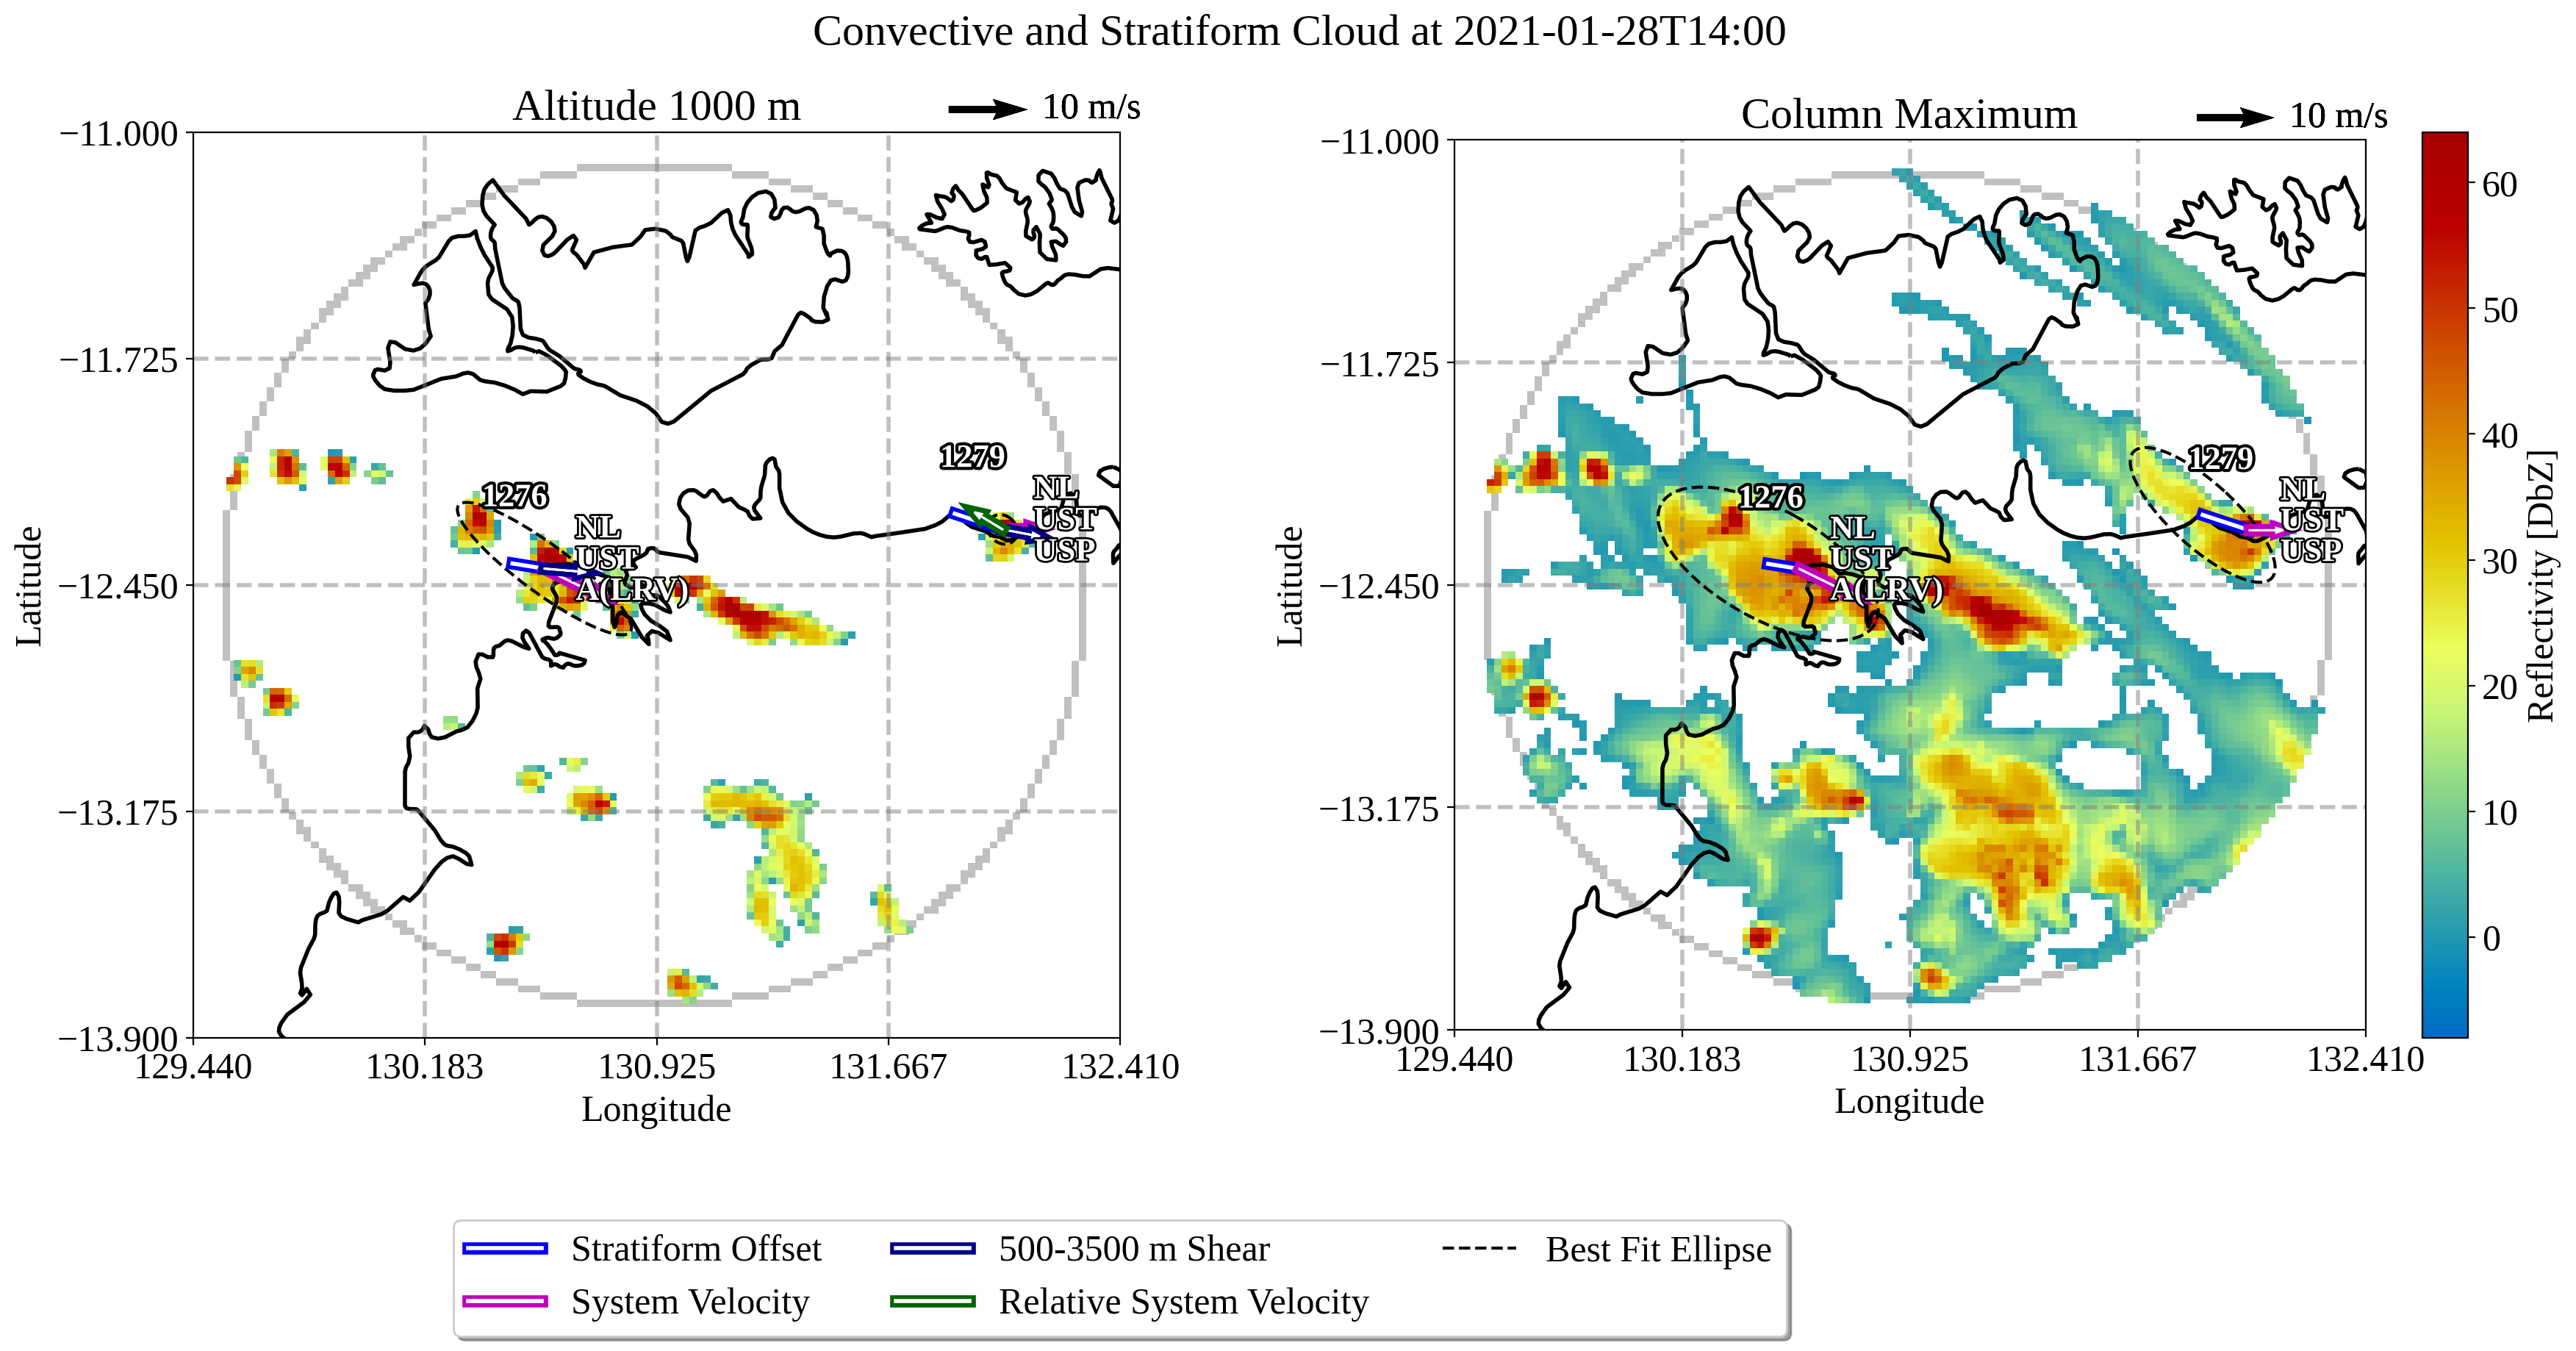 Convective and Stratiform Cloud at 2021-01-28T14:00
Altitude 1000 m
10 m/s
−11.000
−11.725
−12.450
−13.175
−13.900
129.440
130.183
130.925
131.667
132.410
Latitude
Longitude
1276
NL
UST
A(LRV)
1279
NL
UST
USP
Column Maximum
10 m/s
−11.000
−11.725
−12.450
−13.175
−13.900
129.440
130.183
130.925
131.667
132.410
Latitude
Longitude
1276
NL
UST
A(LRV)
1279
NL
UST
USP
60
50
40
30
20
10
0
Reflectivity [DbZ]
Stratiform Offset
System Velocity
500-3500 m Shear
Relative System Velocity
Best Fit Ellipse